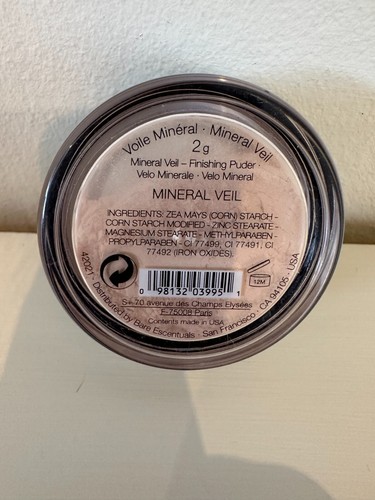 Voile Minéral · Mineral Veil
2 g
Mineral Veil – Finishing Puder ·
Velo Minerale · Velo Mineral
MINERAL VEIL
INGREDIENTS: ZEA MAYS (CORN) STARCH -
CORN STARCH MODIFIED - ZINC STEARATE -
MAGNESIUM STEARATE - METHYLPARABEN -
PROPYLPARABEN - CI 77499, CI 77491, CI
77492 (IRON OXIDES).
12M
0 98132 03995 1
S+ 70 avenue des Champs Elysées
F-75008 Paris
Contents made in USA
42021 · Distributed by Bare Escentuals · San Francisco · CA 94105 · USA